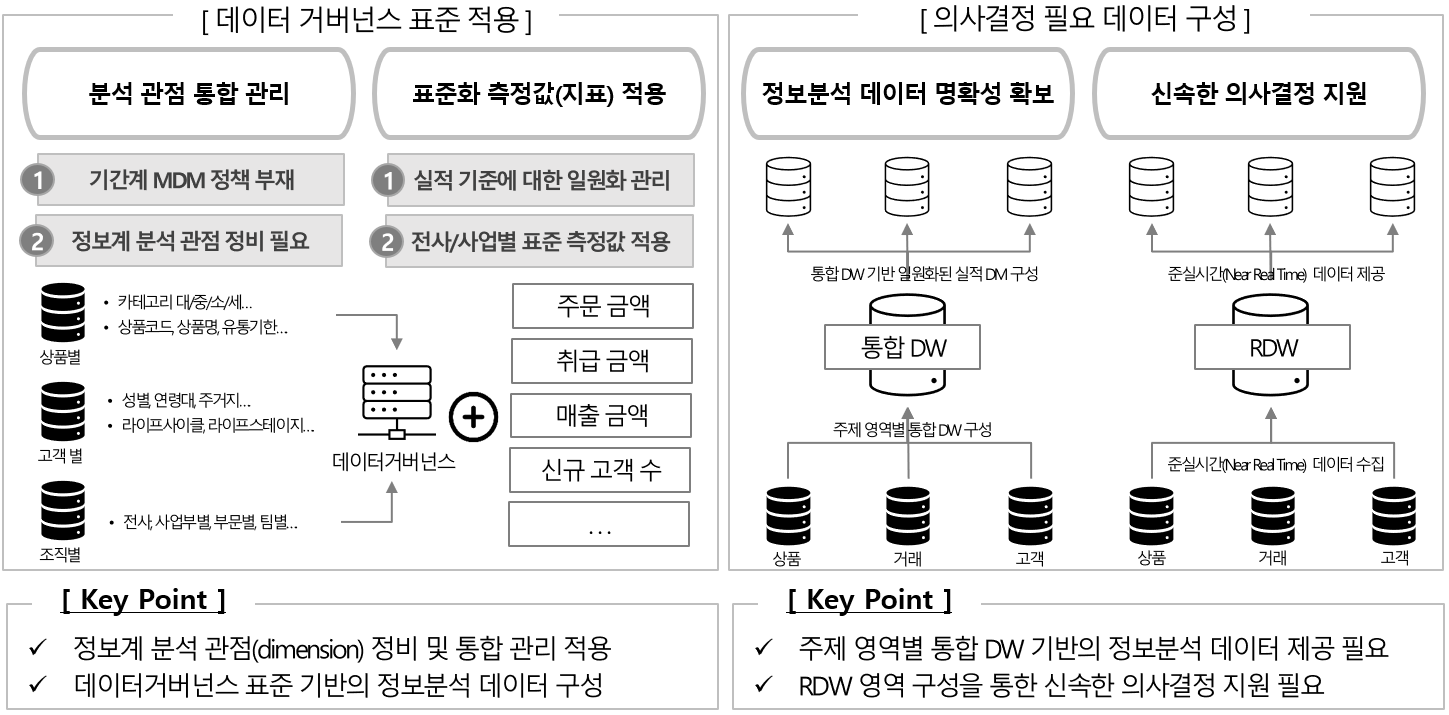 [ 데이터 거버넌스 표준 적용 ]
분석 관점 통합 관리
표준화 측정값(지표) 적용
1 기간계 MDM 정책 부재
2 정보계 분석 관점 정비 필요
1 실적 기준에 대한 일원화 관리
2 전사/사업별 표준 측정값 적용
• 카테고리 대/중/소/세...
• 상품코드, 상품명, 유통기한...
상품별
• 성별, 연령대, 주거지...
• 라이프사이클, 라이프스테이지...
고객 별
• 전사, 사업부별, 부문별, 팀별...
조직별
데이터거버넌스
주문 금액
취급 금액
매출 금액
신규 고객 수
...
[ 의사결정 필요 데이터 구성 ]
정보분석 데이터 명확성 확보
신속한 의사결정 지원
통합 DW 기반 일원화된 실적 DM 구성
통합 DW
주제 영역별 통합 DW 구성
상품
거래
고객
준실시간(Near Real Time) 데이터 제공
RDW
준실시간(Near Real Time) 데이터 수집
상품
거래
고객
[ Key Point ]
✓ 정보계 분석 관점(dimension) 정비 및 통합 관리 적용
✓ 데이터거버넌스 표준 기반의 정보분석 데이터 구성
[ Key Point ]
✓ 주제 영역별 통합 DW 기반의 정보분석 데이터 제공 필요
✓ RDW 영역 구성을 통한 신속한 의사결정 지원 필요